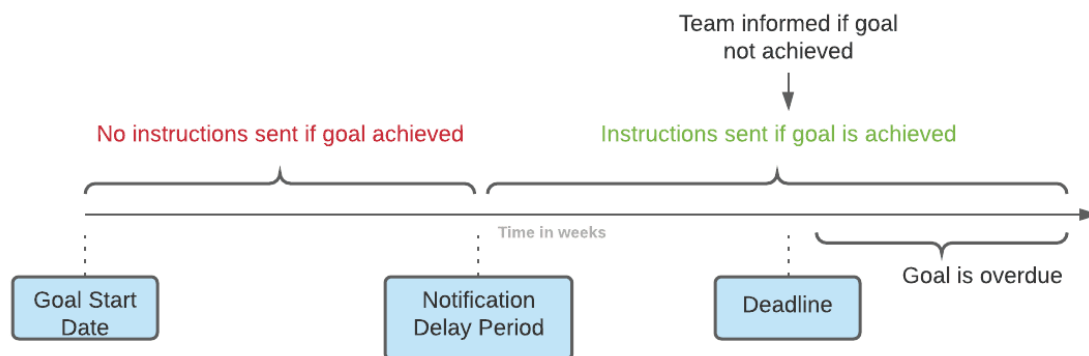 Team informed if goal
not achieved
No instructions sent if goal achieved
Instructions sent if goal is achieved
Time in weeks
Goal is overdue
Goal Start
Date
Notification
Delay Period
Deadline